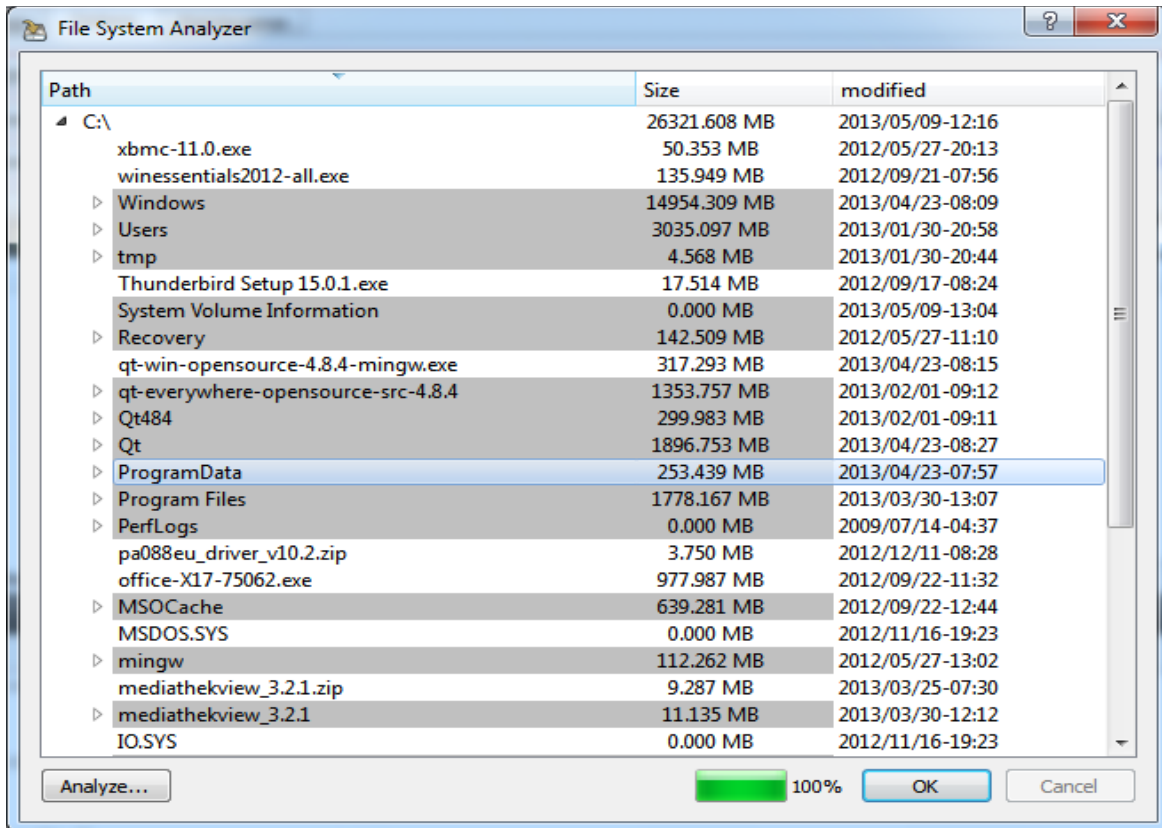 File System Analyzer
Path Size modified
C:\ 26321.608 MB 2013/05/09-12:16
xbmc-11.0.exe 50.353 MB 2012/05/27-20:13
winessentials2012-all.exe 135.949 MB 2012/09/21-07:56
Windows 14954.309 MB 2013/04/23-08:09
Users 3035.097 MB 2013/01/30-20:58
tmp 4.568 MB 2013/01/30-20:44
Thunderbird Setup 15.0.1.exe 17.514 MB 2012/09/17-08:24
System Volume Information 0.000 MB 2013/05/09-13:04
Recovery 142.509 MB 2012/05/27-11:10
qt-win-opensource-4.8.4-mingw.exe 317.293 MB 2013/04/23-08:15
qt-everywhere-opensource-src-4.8.4 1353.757 MB 2013/02/01-09:12
Qt484 299.983 MB 2013/02/01-09:11
Qt 1896.753 MB 2013/04/23-08:27
ProgramData 253.439 MB 2013/04/23-07:57
Program Files 1778.167 MB 2013/03/30-13:07
PerfLogs 0.000 MB 2009/07/14-04:37
pa088eu_driver_v10.2.zip 3.750 MB 2012/12/11-08:28
office-X17-75062.exe 977.987 MB 2012/09/22-11:32
MSOCache 639.281 MB 2012/09/22-12:44
MSDOS.SYS 0.000 MB 2012/11/16-19:23
mingw 112.262 MB 2012/05/27-13:02
mediathekview_3.2.1.zip 9.287 MB 2013/03/25-07:30
mediathekview_3.2.1 11.135 MB 2013/03/30-12:12
IO.SYS 0.000 MB 2012/11/16-19:23
Analyze... 100% OK Cancel